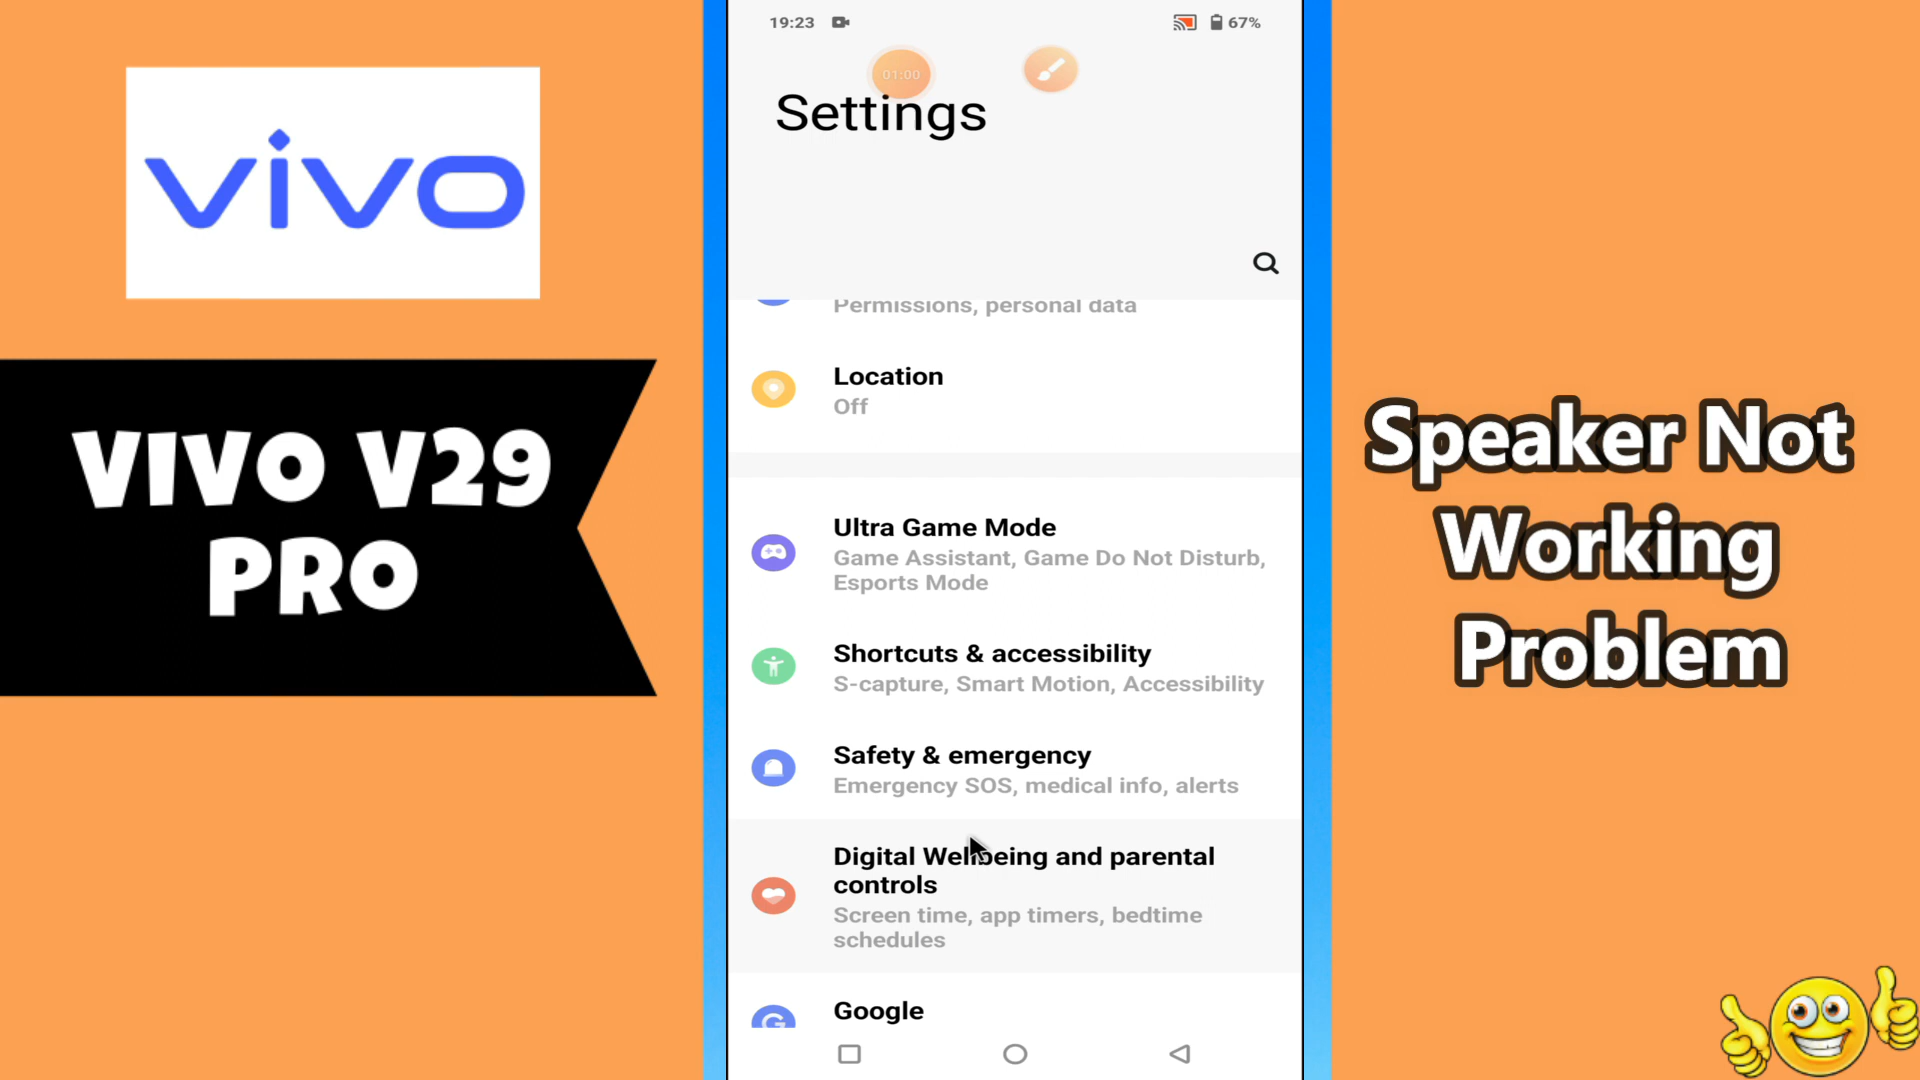 vivo
VIVO V29
PRO
19:23
67%
01:00
Settings
Permissions, personal data
Location
Off
Ultra Game Mode
Game Assistant, Game Do Not Disturb,
Esports Mode
Shortcuts & accessibility
S-capture, Smart Motion, Accessibility
Safety & emergency
Emergency SOS, medical info, alerts
Digital Wellbeing and parental
controls
Screen time, app timers, bedtime
schedules
Google
Speaker Not
Working
Problem